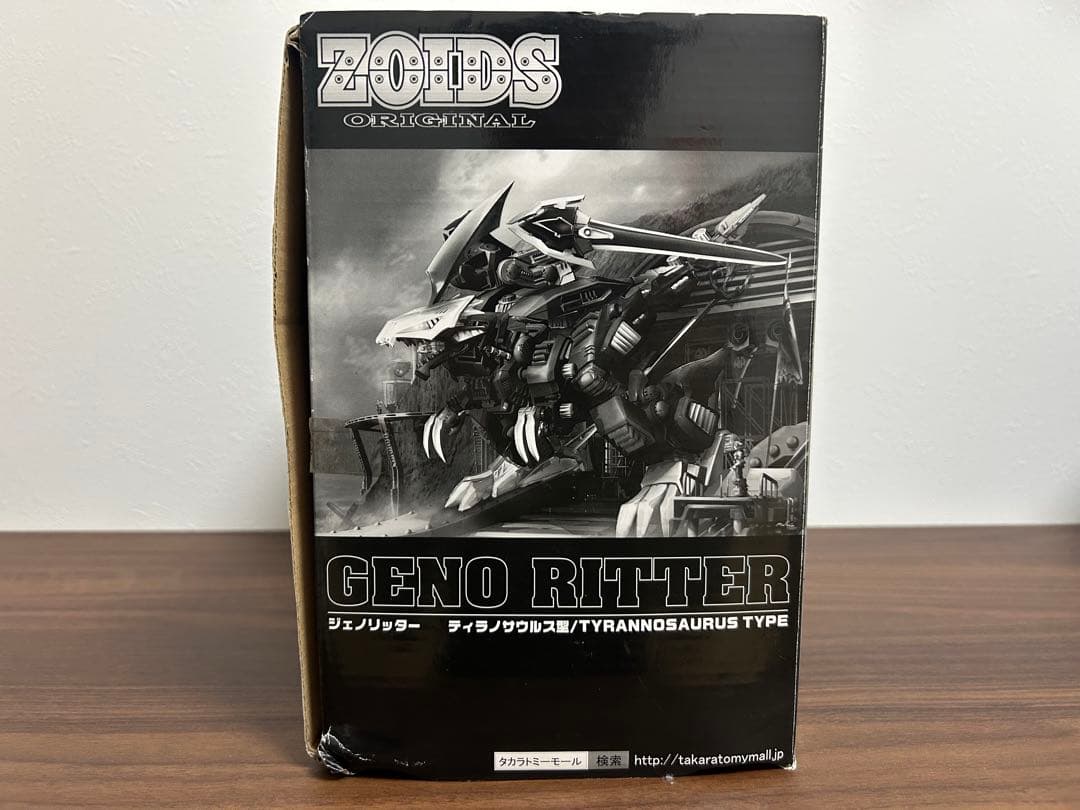 ZOIDS
ORIGINAL
GENO RITTER
ジェノリッター ティラノサウルス型/TYRANNOSAURUS TYPE
タカラトミーモール 検索 http://takaratomymall.jp